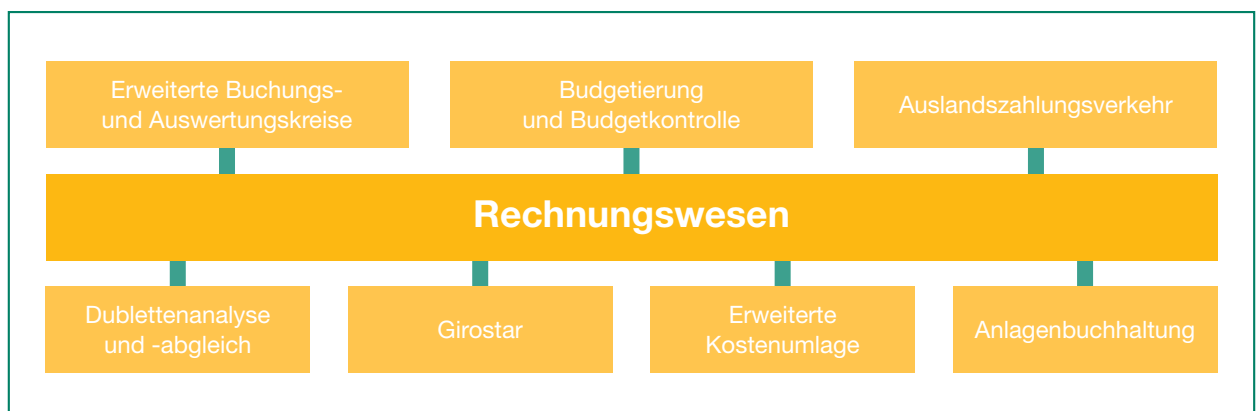 Erweiterte Buchungs-
und Auswertungskreise
Budgetierung
und Budgetkontrolle
Auslandszahlungsverkehr
Rechnungswesen
Dublettenanalyse
und -abgleich
Girostar
Erweiterte
Kostenumlage
Anlagenbuchhaltung